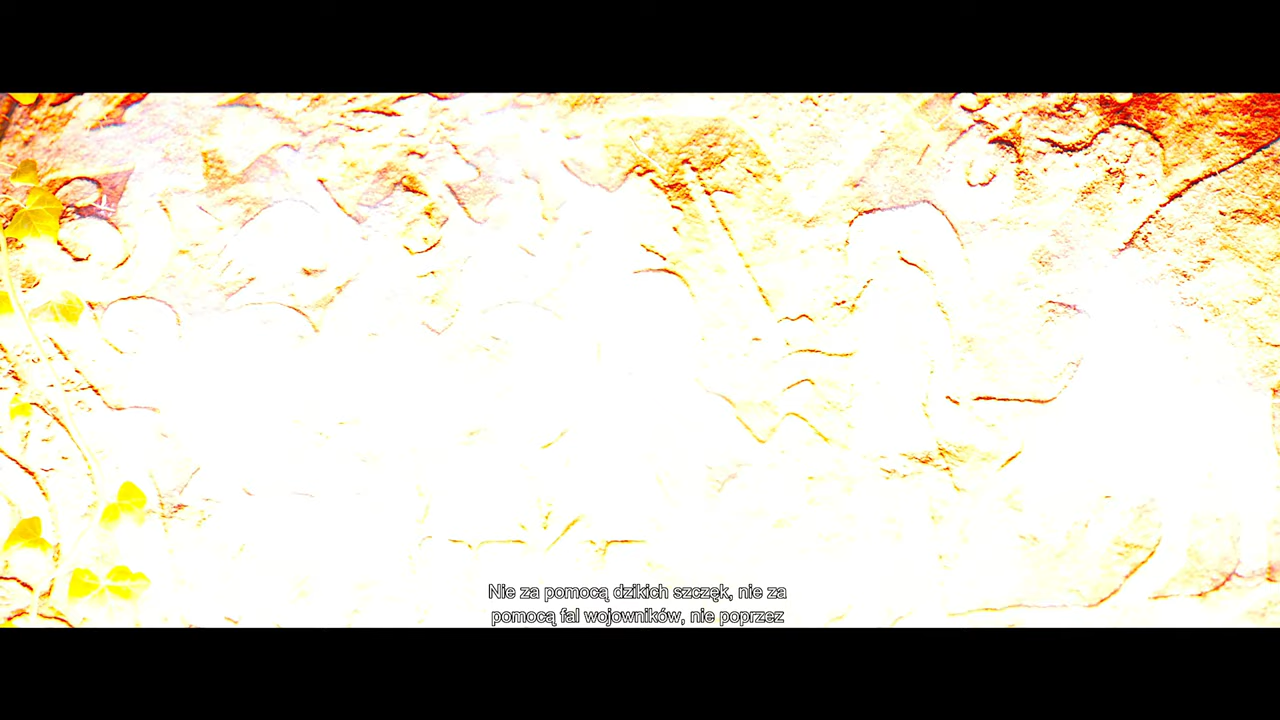 Nie za pomocą dzikich szczęk, nie za
pomocą fal wojowników, nie poprzez